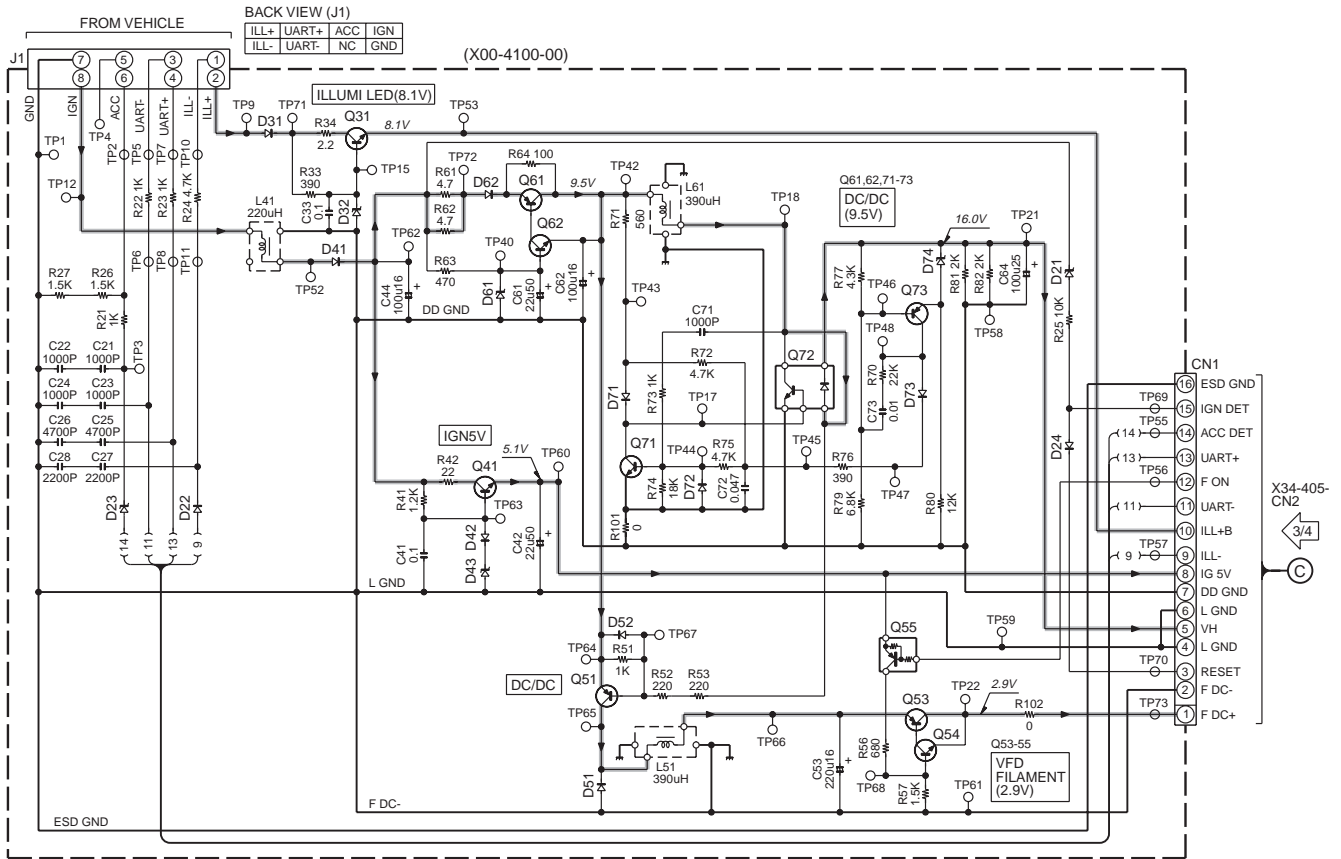 FROM VEHICLE
BACK VIEW (J1)
ILL+ UART+ ACC IGN
ILL- UART- NC GND
(X00-4100-00)
J1
7 5 3 1
8 6 4 2
GND
IGN
ACC
UART-
UART+
ILL-
ILL+
TP1
TP4
TP2
TP5
TP7
TP10
TP12
R22 1K
R23 1K
R24 4.7K
TP6
TP8
TP11
TP9
D31
TP71
ILLUMI LED(8.1V)
R34
2.2
Q31
8.1V
TP53
TP15
R33
390
C33
0.1
D32
L41
220uH
D41
TP52
TP62
C44
100u16
R61
4.7
TP72
D62
R62
4.7
R63
470
R64 100
Q61
9.5V
Q62
TP40
D61
C61
22u50
C62
100u16
DD GND
TP42
R71
560
L61
390uH
TP18
Q61,62,71-73
DC/DC
(9.5V)
16.0V
TP21
R77
4.3K
D74
R81 2K
R82 2K
C64
100u25
D21
TP46
Q73
TP58
R25 10K
TP43
C71
1000P
TP48
R72
4.7K
Q72
R70
22K
D73
C73
0.01
D71
R73 1K
TP17
Q71
TP44
R75
4.7K
TP45
R76
390
TP47
R74
18K
D72
C72
0.047
R79
6.8K
R80
12K
R101
0
D24
R27
1.5K
R26
1.5K
R21
1K
C22
1000P
C21
1000P
TP3
C24
1000P
C23
1000P
C26
4700P
C25
4700P
C28
2200P
C27
2200P
D23
D22
14
11
13
9
IGN5V
R42
22
Q41
5.1V
TP60
R41
1.2K
TP63
C41
0.1
D42
D43
C42
22u50
L GND
CN1
16 ESD GND
TP69
15 IGN DET
TP55
14
14 ACC DET
13
13 UART+
TP56
12 F ON
11
11 UART-
10 ILL+B
TP57
9
9 ILL-
8 IG 5V
7 DD GND
6 L GND
5 VH
4 L GND
TP70
3 RESET
2 F DC-
TP73
1 F DC+
X34-405-
CN2
3/4
C
TP59
D52
TP67
TP64
R51
1K
R52
220
R53
220
DC/DC
Q51
TP65
L51
390uH
D51
TP66
Q55
Q53
TP22
2.9V
R102
0
Q54
C53
220u16
R56
680
TP68
R57
1.5K
TP61
Q53-55
VFD
FILAMENT
(2.9V)
F DC-
ESD GND